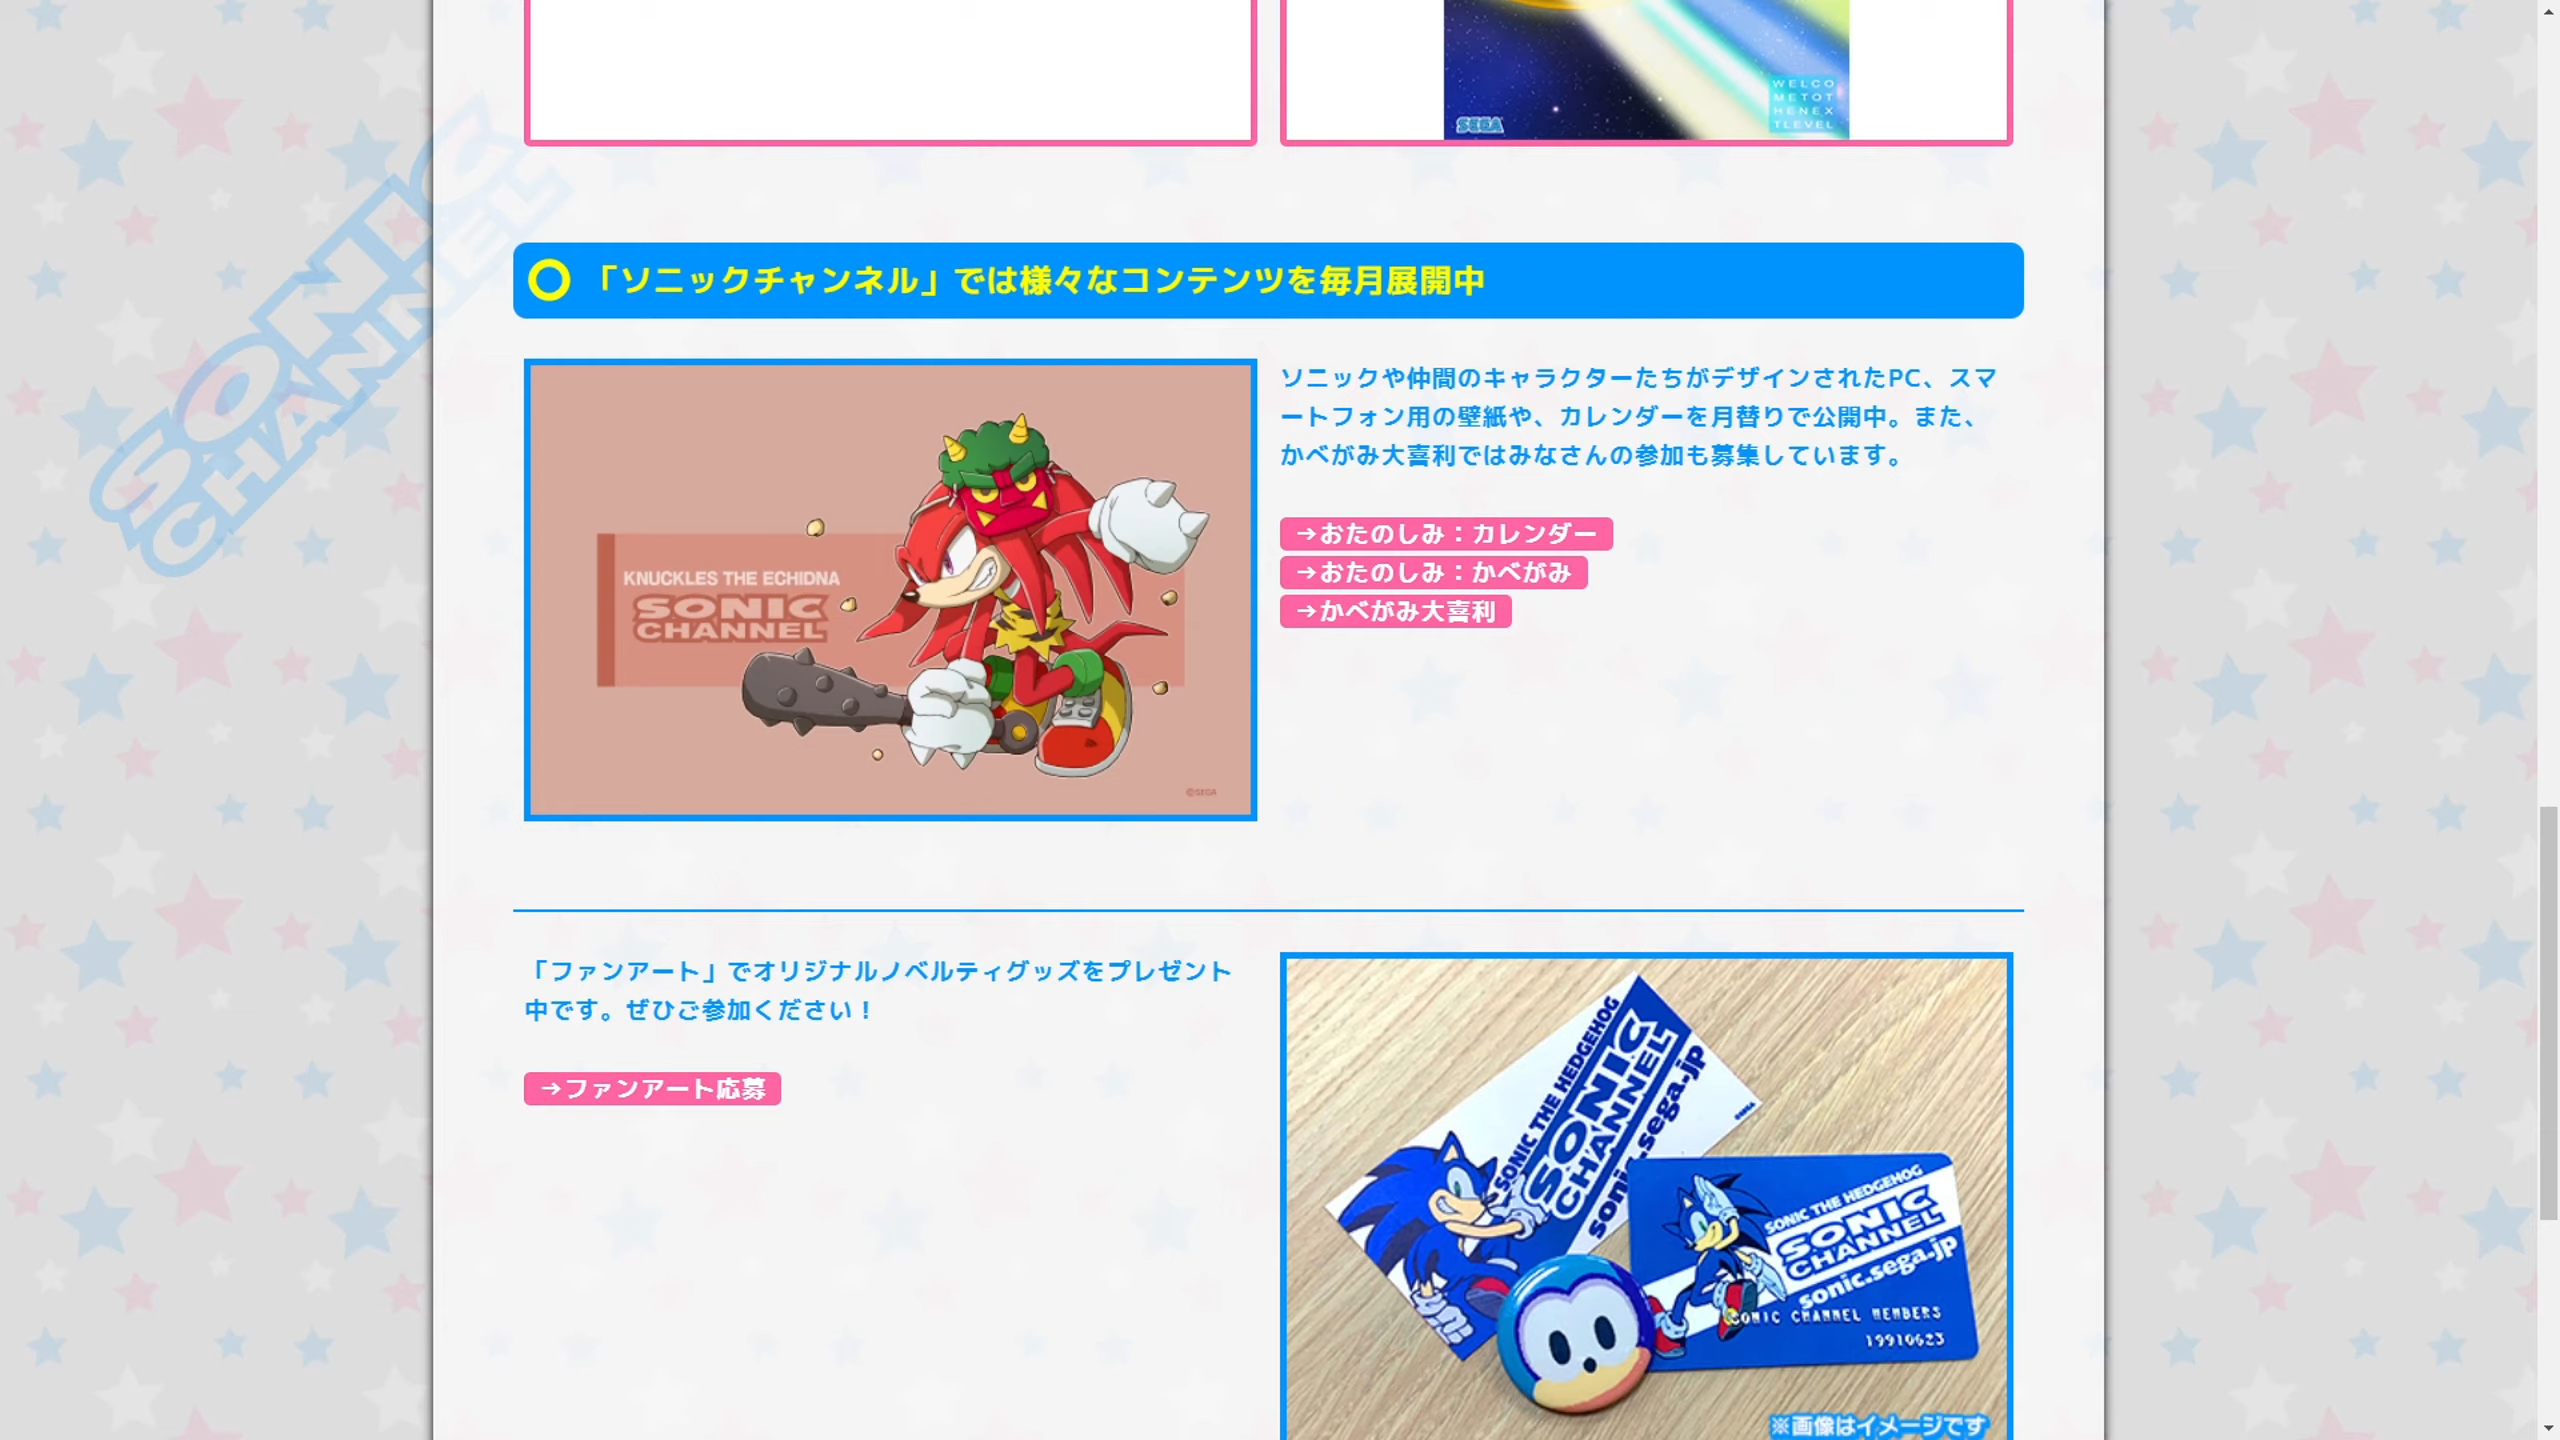 WELCO
METOT
HENEX
TLEVEL
SEGA
SONIC
CHANNEL
「ソニックチャンネル」では様々なコンテンツを毎月展開中
KNUCKLES THE ECHIDNA
SONIC
CHANNEL
©SEGA
ソニックや仲間のキャラクターたちがデザインされたPC、スマ
ートフォン用の壁紙や、カレンダーを月替りで公開中。また、
かべがみ大喜利ではみなさんの参加も募集しています。
→おたのしみ：カレンダー
→おたのしみ：かべがみ
→かべがみ大喜利
「ファンアート」でオリジナルノベルティグッズをプレゼント
中です。ぜひご参加ください！
→ファンアート応募
SONIC THE HEDGEHOG
SONIC
CHANNEL
sonic.sega.jp
©SEGA
SONIC THE HEDGEHOG
SONIC
CHANNEL
sonic.sega.jp
SONIC CHANNEL MEMBERS
19910623
※画像はイメージです